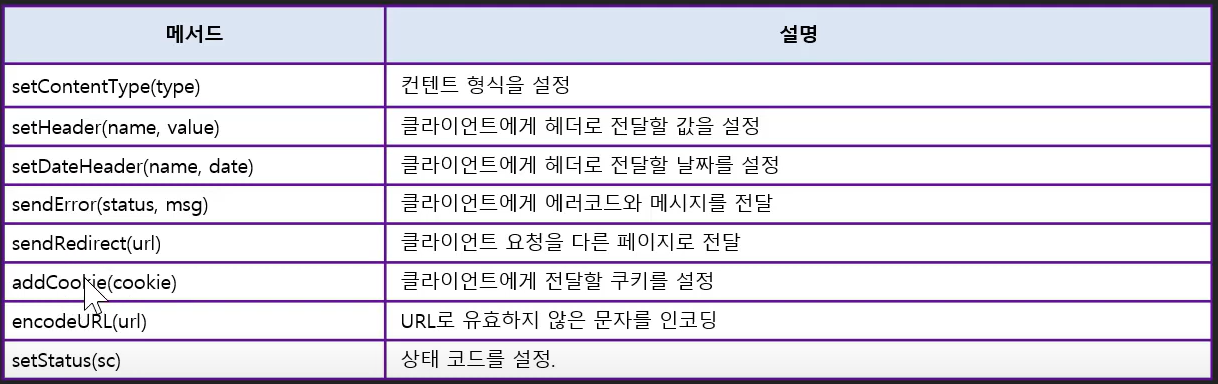 메서드 설명
setContentType(type) 컨텐트 형식을 설정
setHeader(name, value) 클라이언트에게 헤더로 전달할 값을 설정
setDateHeader(name, date) 클라이언트에게 헤더로 전달할 날짜를 설정
sendError(status, msg) 클라이언트에게 에러코드와 메시지를 전달
sendRedirect(url) 클라이언트 요청을 다른 페이지로 전달
addCookie(cookie) 클라이언트에게 전달할 쿠키를 설정
encodeURL(url) URL로 유효하지 않은 문자를 인코딩
setStatus(sc) 상태 코드를 설정.